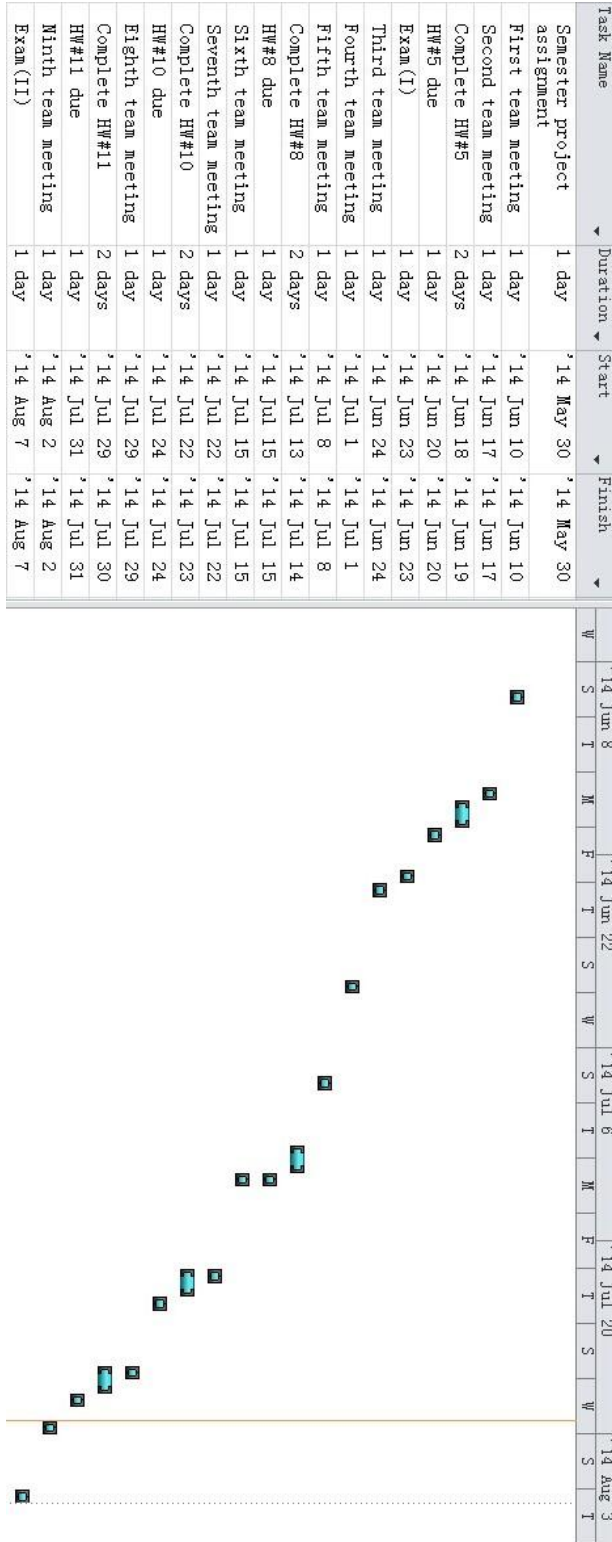 Task Name Duration Start Finish
Semester project
assignment 1 day '14 May 30 '14 May 30
First team meeting 1 day '14 Jun 10 '14 Jun 10
Second team meeting 1 day '14 Jun 17 '14 Jun 17
Complete HW#5 2 days '14 Jun 18 '14 Jun 19
HW#5 due 1 day '14 Jun 20 '14 Jun 20
Exam(I) 1 day '14 Jun 23 '14 Jun 23
Third team meeting 1 day '14 Jun 24 '14 Jun 24
Fourth team meeting 1 day '14 Jul 1 '14 Jul 1
Fifth team meeting 1 day '14 Jul 8 '14 Jul 8
Complete HW#8 2 days '14 Jul 13 '14 Jul 14
HW#8 due 1 day '14 Jul 15 '14 Jul 15
Sixth team meeting 1 day '14 Jul 15 '14 Jul 15
Seventh team meeting 1 day '14 Jul 22 '14 Jul 22
Complete HW#10 2 days '14 Jul 22 '14 Jul 23
HW#10 due 1 day '14 Jul 24 '14 Jul 24
Eighth team meeting 1 day '14 Jul 29 '14 Jul 29
Complete HW#11 2 days '14 Jul 29 '14 Jul 30
HW#11 due 1 day '14 Jul 31 '14 Jul 31
Ninth team meeting 1 day '14 Aug 2 '14 Aug 2
Exam(II) 1 day '14 Aug 7 '14 Aug 7
'14 Jun 8 '14 Jun 22 '14 Jul 6 '14 Jul 20 '14 Aug 3
W S T M F T S W S T M F T S W S T